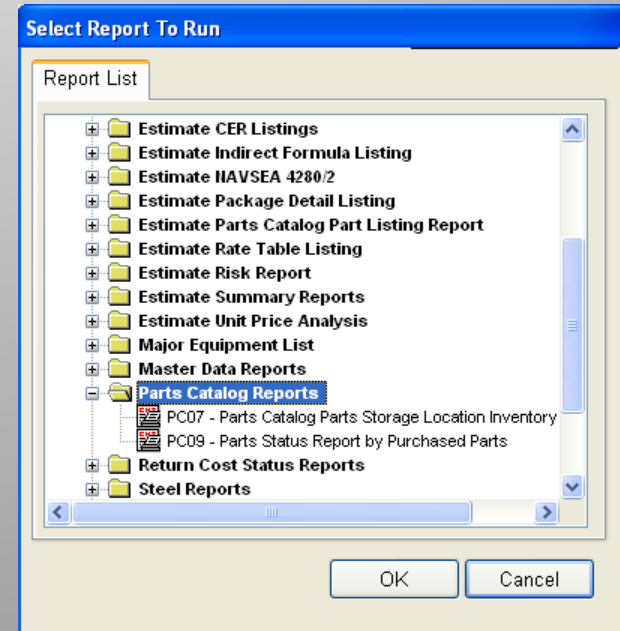 Select Report To Run
Report List
Estimate CER Listings
Estimate Indirect Formula Listing
Estimate NAVSEA 4280/2
Estimate Package Detail Listing
Estimate Parts Catalog Part Listing Report
Estimate Rate Table Listing
Estimate Risk Report
Estimate Summary Reports
Estimate Unit Price Analysis
Major Equipment List
Master Data Reports
Parts Catalog Reports
PC07 - Parts Catalog Parts Storage Location Inventory
PC09 - Parts Status Report by Purchased Parts
Return Cost Status Reports
Steel Reports
OK Cancel